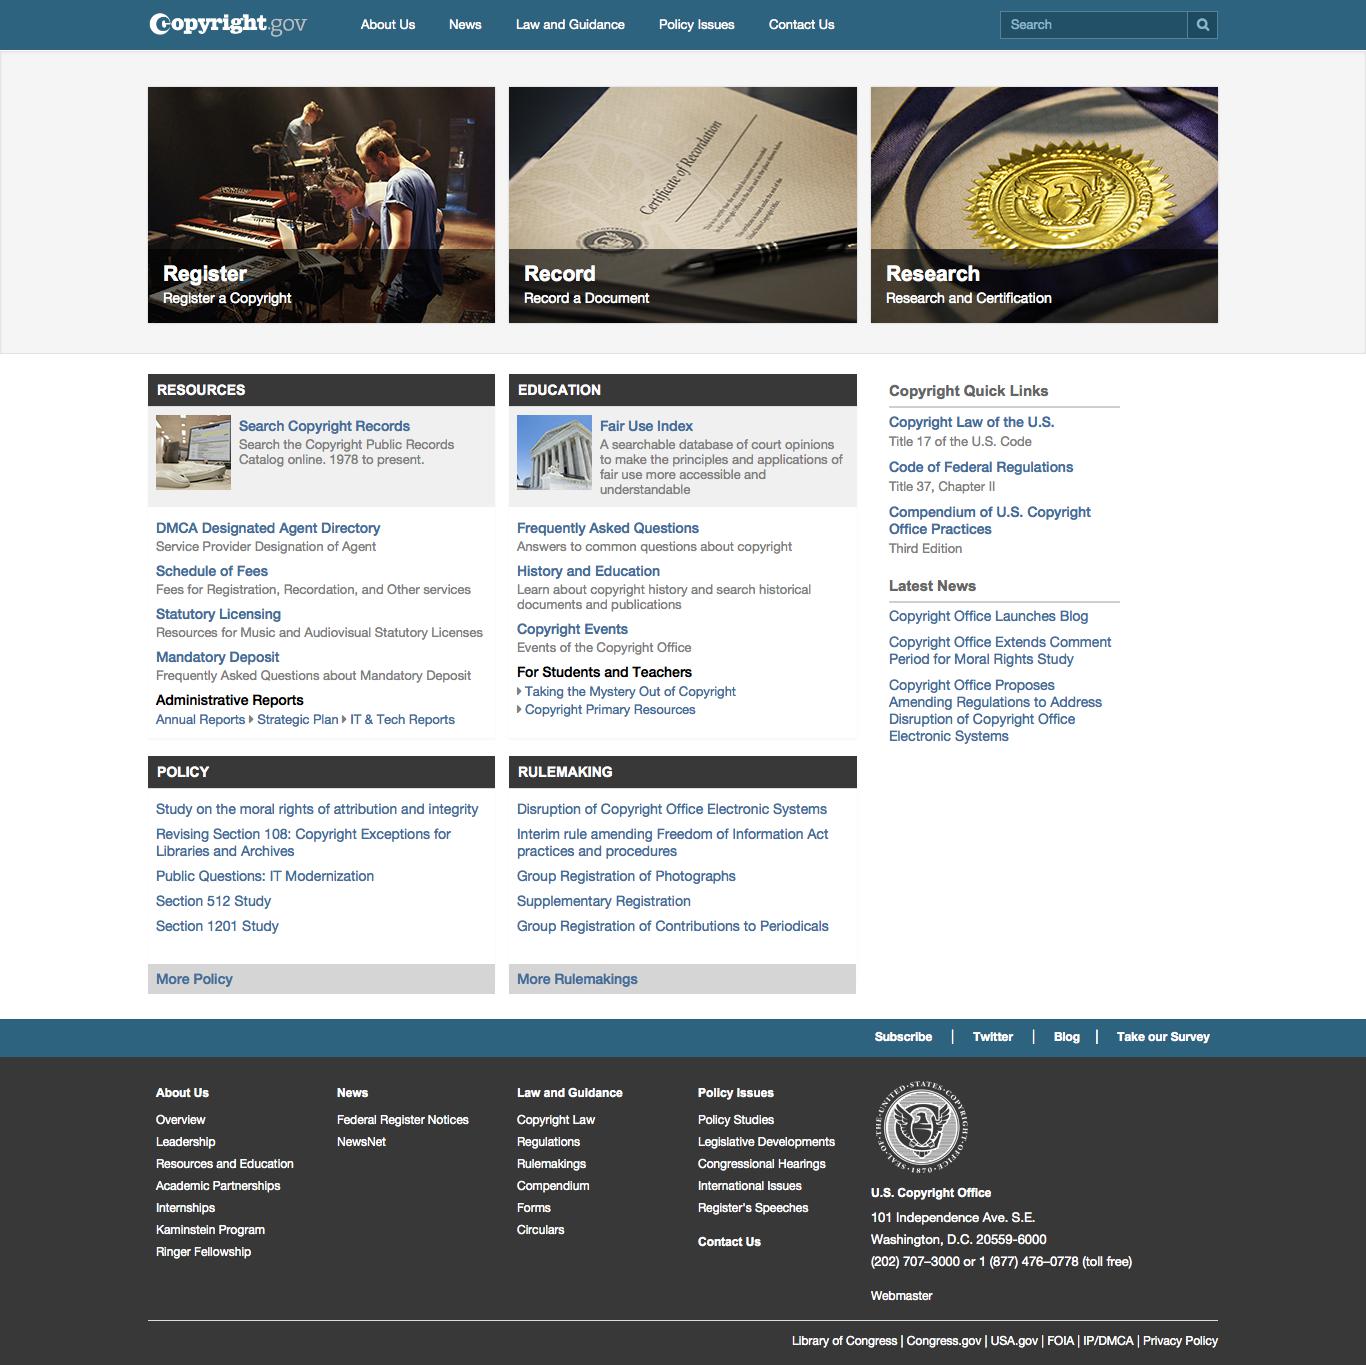 Copyright.gov
About Us
News
Law and Guidance
Policy Issues
Contact Us
Search
Certificate of Recordation
Register
Register a Copyright
Record
Record a Document
Research
Research and Certification
RESOURCES
Search Copyright Records
Search the Copyright Public Records
Catalog online. 1978 to present.
DMCA Designated Agent Directory
Service Provider Designation of Agent
Schedule of Fees
Fees for Registration, Recordation, and Other services
Statutory Licensing
Resources for Music and Audiovisual Statutory Licenses
Mandatory Deposit
Frequently Asked Questions about Mandatory Deposit
Administrative Reports
Annual Reports Strategic Plan IT & Tech Reports
EDUCATION
Fair Use Index
A searchable database of court opinions
to make the principles and applications of
fair use more accessible and
understandable
Frequently Asked Questions
Answers to common questions about copyright
History and Education
Learn about copyright history and search historical
documents and publications
Copyright Events
Events of the Copyright Office
For Students and Teachers
Taking the Mystery Out of Copyright
Copyright Primary Resources
Copyright Quick Links
Copyright Law of the U.S.
Title 17 of the U.S. Code
Code of Federal Regulations
Title 37, Chapter II
Compendium of U.S. Copyright
Office Practices
Third Edition
Latest News
Copyright Office Launches Blog
Copyright Office Extends Comment
Period for Moral Rights Study
Copyright Office Proposes
Amending Regulations to Address
Disruption of Copyright Office
Electronic Systems
POLICY
Study on the moral rights of attribution and integrity
Revising Section 108: Copyright Exceptions for
Libraries and Archives
Public Questions: IT Modernization
Section 512 Study
Section 1201 Study
More Policy
RULEMAKING
Disruption of Copyright Office Electronic Systems
Interim rule amending Freedom of Information Act
practices and procedures
Group Registration of Photographs
Supplementary Registration
Group Registration of Contributions to Periodicals
More Rulemakings
Subscribe | Twitter | Blog | Take our Survey
About Us
Overview
Leadership
Resources and Education
Academic Partnerships
Internships
Kaminstein Program
Ringer Fellowship
News
Federal Register Notices
NewsNet
Law and Guidance
Copyright Law
Regulations
Rulemakings
Compendium
Forms
Circulars
Policy Issues
Policy Studies
Legislative Developments
Congressional Hearings
International Issues
Register's Speeches
Contact Us
SEAL·OF·THE·UNITED·STATES·COPYRIGHT·OFFICE·1870
U.S. Copyright Office
101 Independence Ave. S.E.
Washington, D.C. 20559-6000
(202) 707–3000 or 1 (877) 476–0778 (toll free)
Webmaster
Library of Congress | Congress.gov | USA.gov | FOIA | IP/DMCA | Privacy Policy